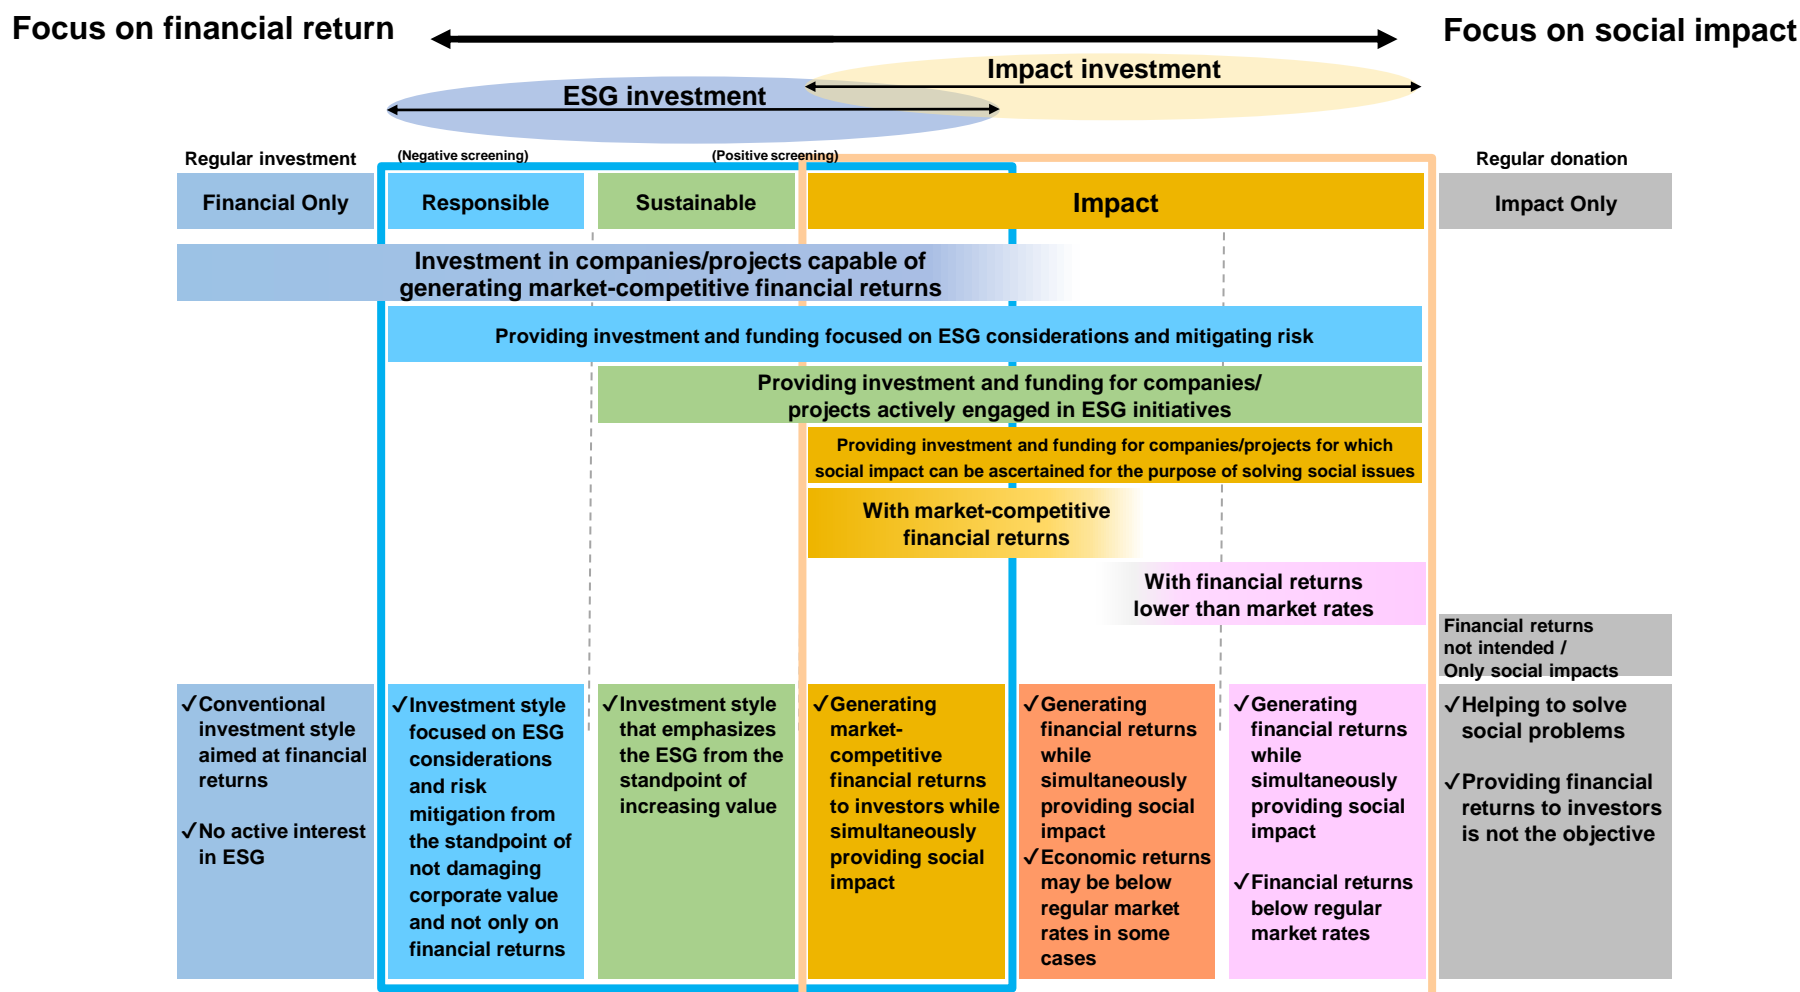 Focus on financial return
Focus on social impact
Impact investment
ESG investment
Regular investment
(Negative screening)
(Positive screening)
Regular donation
Financial Only
Responsible
Sustainable
Impact
Impact Only
Investment in companies/projects capable of
generating market-competitive financial returns
Providing investment and funding focused on ESG considerations and mitigating risk
Providing investment and funding for companies/
projects actively engaged in ESG initiatives
Providing investment and funding for companies/projects for which
social impact can be ascertained for the purpose of solving social issues
With market-competitive
financial returns
With financial returns
lower than market rates
Financial returns
not intended /
Only social impacts
✓Conventional
investment style
aimed at financial
returns
✓No active interest
in ESG
✓Investment style
focused on ESG
considerations
and risk
mitigation from
the standpoint of
not damaging
corporate value
and not only on
financial returns
✓Investment style
that emphasizes
the ESG from the
standpoint of
increasing value
✓Generating
market-
competitive
financial returns
to investors while
simultaneously
providing social
impact
✓Generating
financial returns
while
simultaneously
providing social
impact
✓Economic returns
may be below
regular market
rates in some
cases
✓Generating
financial returns
while
simultaneously
providing social
impact
✓Financial returns
below regular
market rates
✓Helping to solve
social problems
✓Providing financial
returns to investors
is not the objective